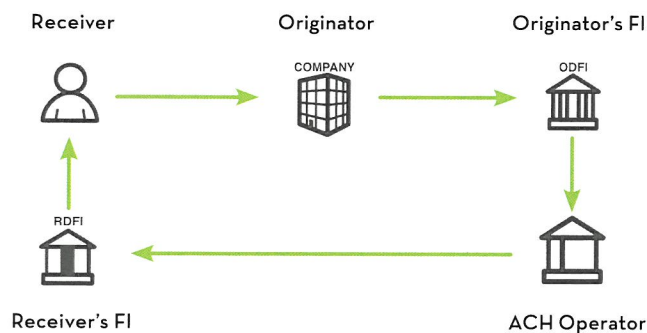 Receiver
Originator
Originator's FI
COMPANY
ODFI
RDFI
Receiver's FI
ACH Operator